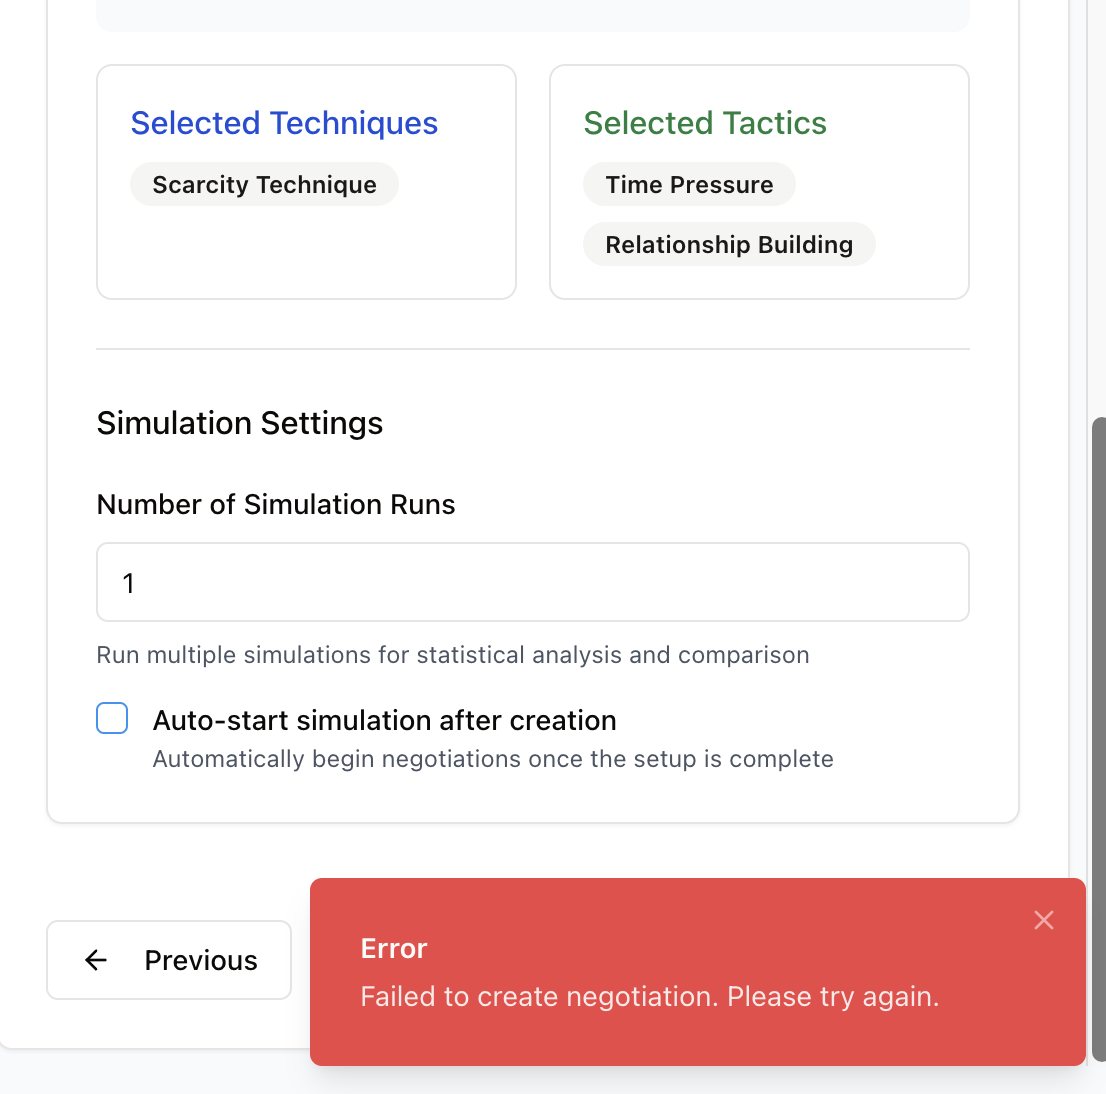 Selected Techniques
Scarcity Technique
Selected Tactics
Time Pressure
Relationship Building
Simulation Settings
Number of Simulation Runs
1
Run multiple simulations for statistical analysis and comparison
Auto-start simulation after creation
Automatically begin negotiations once the setup is complete
Previous
Error
Failed to create negotiation. Please try again.